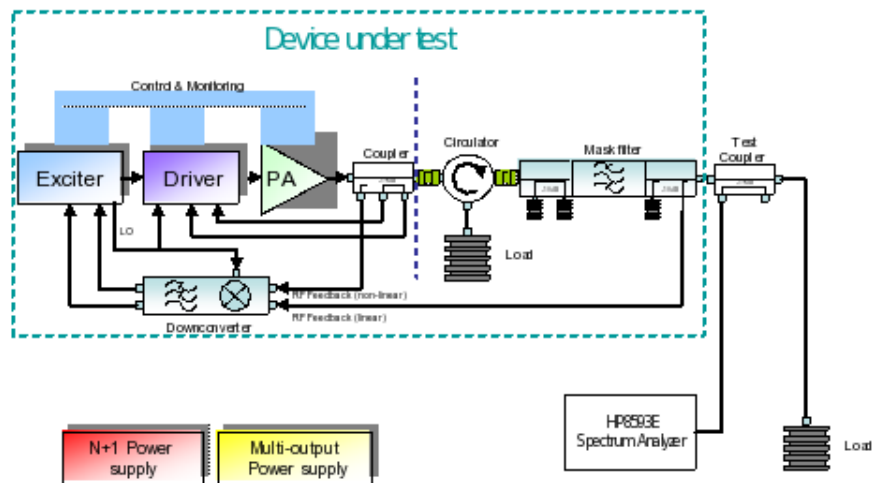 Device under test
Control & Monitoring
Exciter
Driver
PA
Coupler
Circulator
Mask filter
Test
Coupler
LO
Load
RF Feedback (non-linear)
RF Feedback (linear)
Downconverter
HP8593E
Spectrum Analyzer
Load
N+1 Power
supply
Multi-output
Power supply